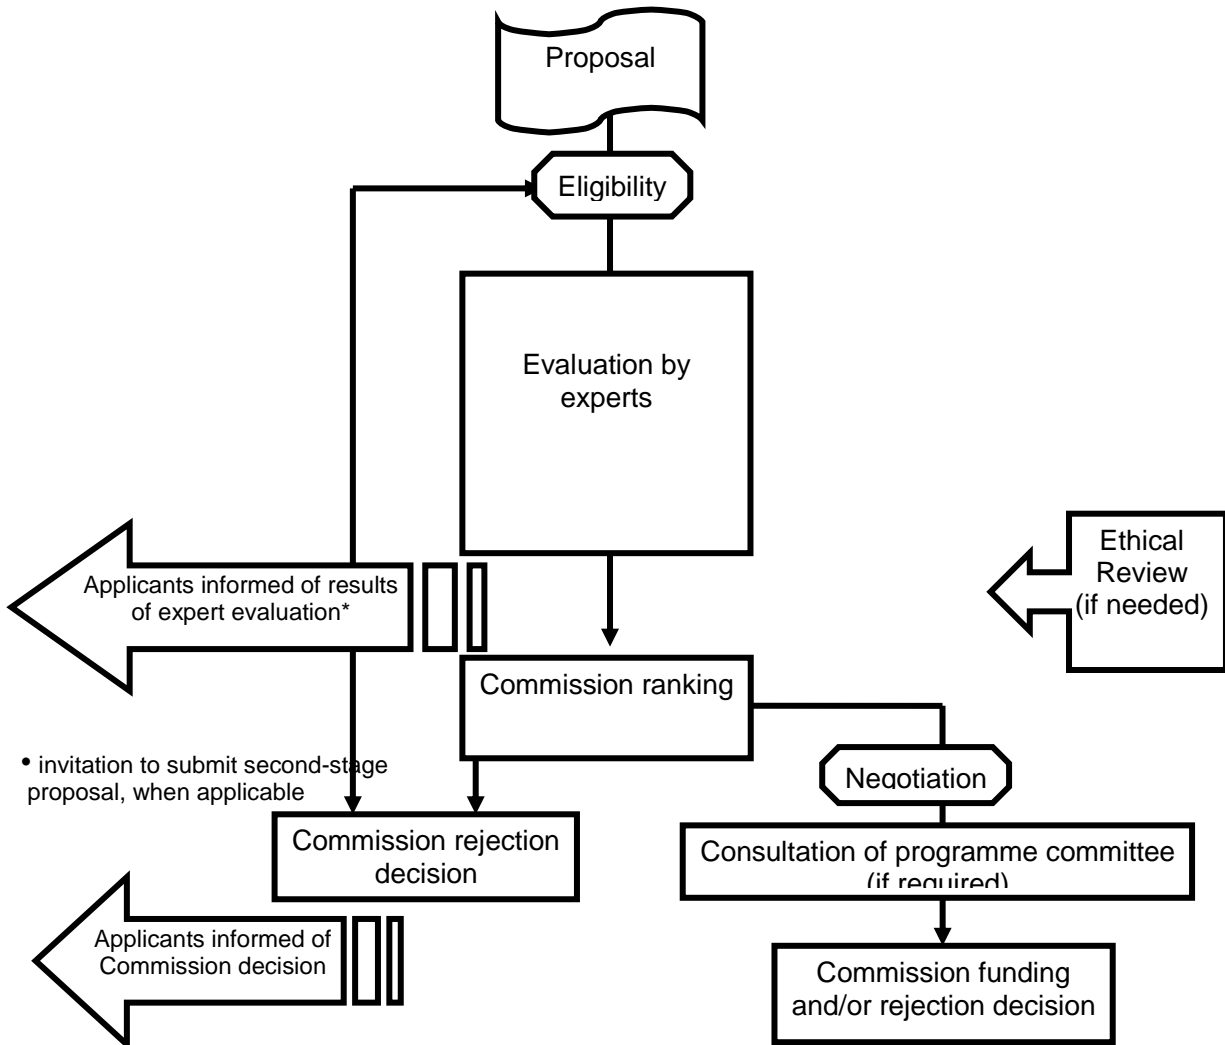 Proposal
Eligibility
Evaluation by
experts
Ethical
Review
(if needed)
Applicants informed of results
of expert evaluation*
Commission ranking
• invitation to submit second-stage
proposal, when applicable
Negotiation
Commission rejection
decision
Consultation of programme committee
(if required)
Applicants informed of
Commission decision
Commission funding
and/or rejection decision